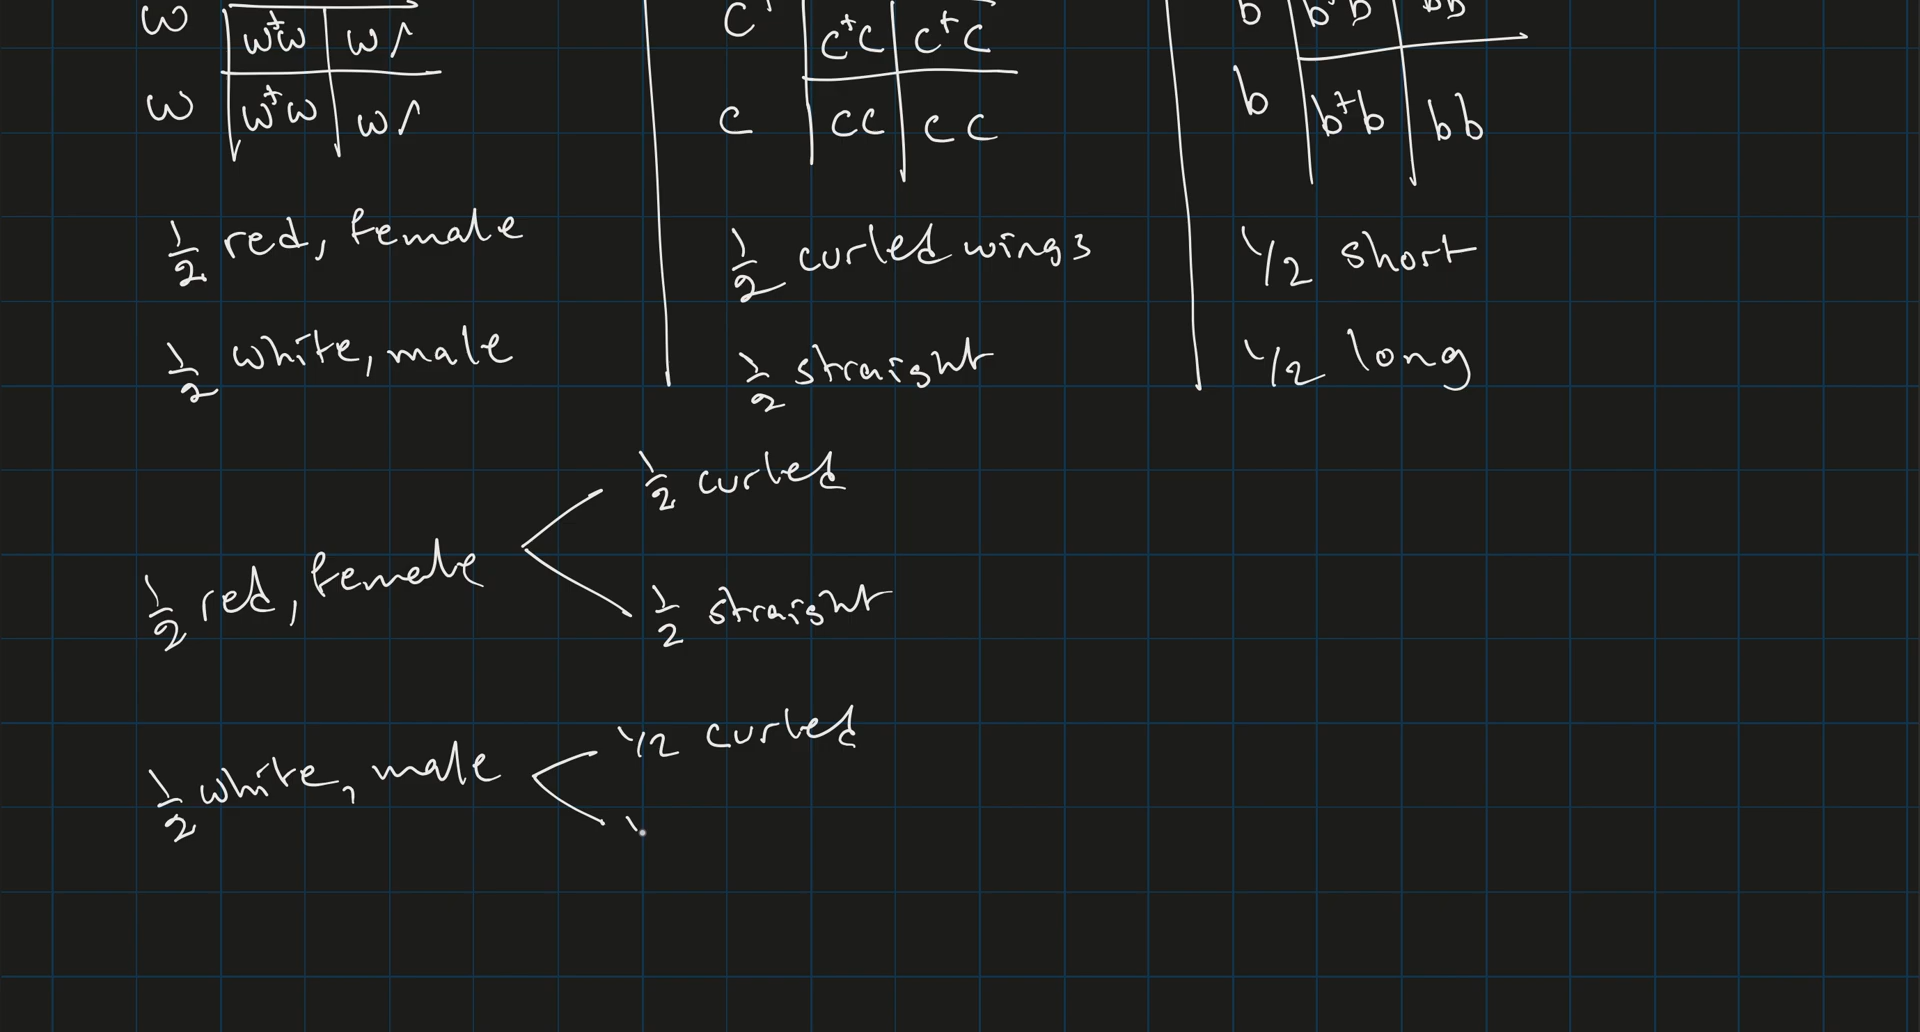 w w⁺w w↾ c⁺ c⁺c c⁺c b b⁺b bb
w w⁺w w↾ c cc cc b b⁺b bb
1/2 red, female 1/2 curled wings 1/2 short
1/2 white, male 1/2 straight 1/2 long
1/2 curled
1/2 red, female
1/2 straight
1/2 curled
1/2 white, male